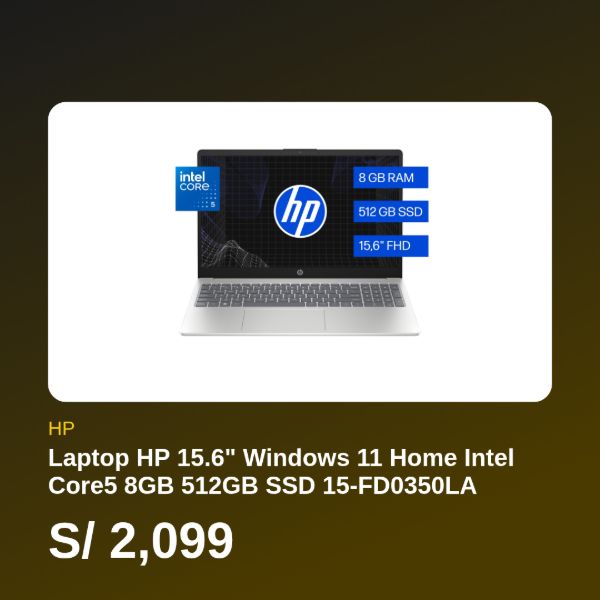 intel
core
5
hp
8 GB RAM
512 GB SSD
15,6" FHD
HP
Laptop HP 15.6" Windows 11 Home Intel
Core5 8GB 512GB SSD 15-FD0350LA
S/ 2,099